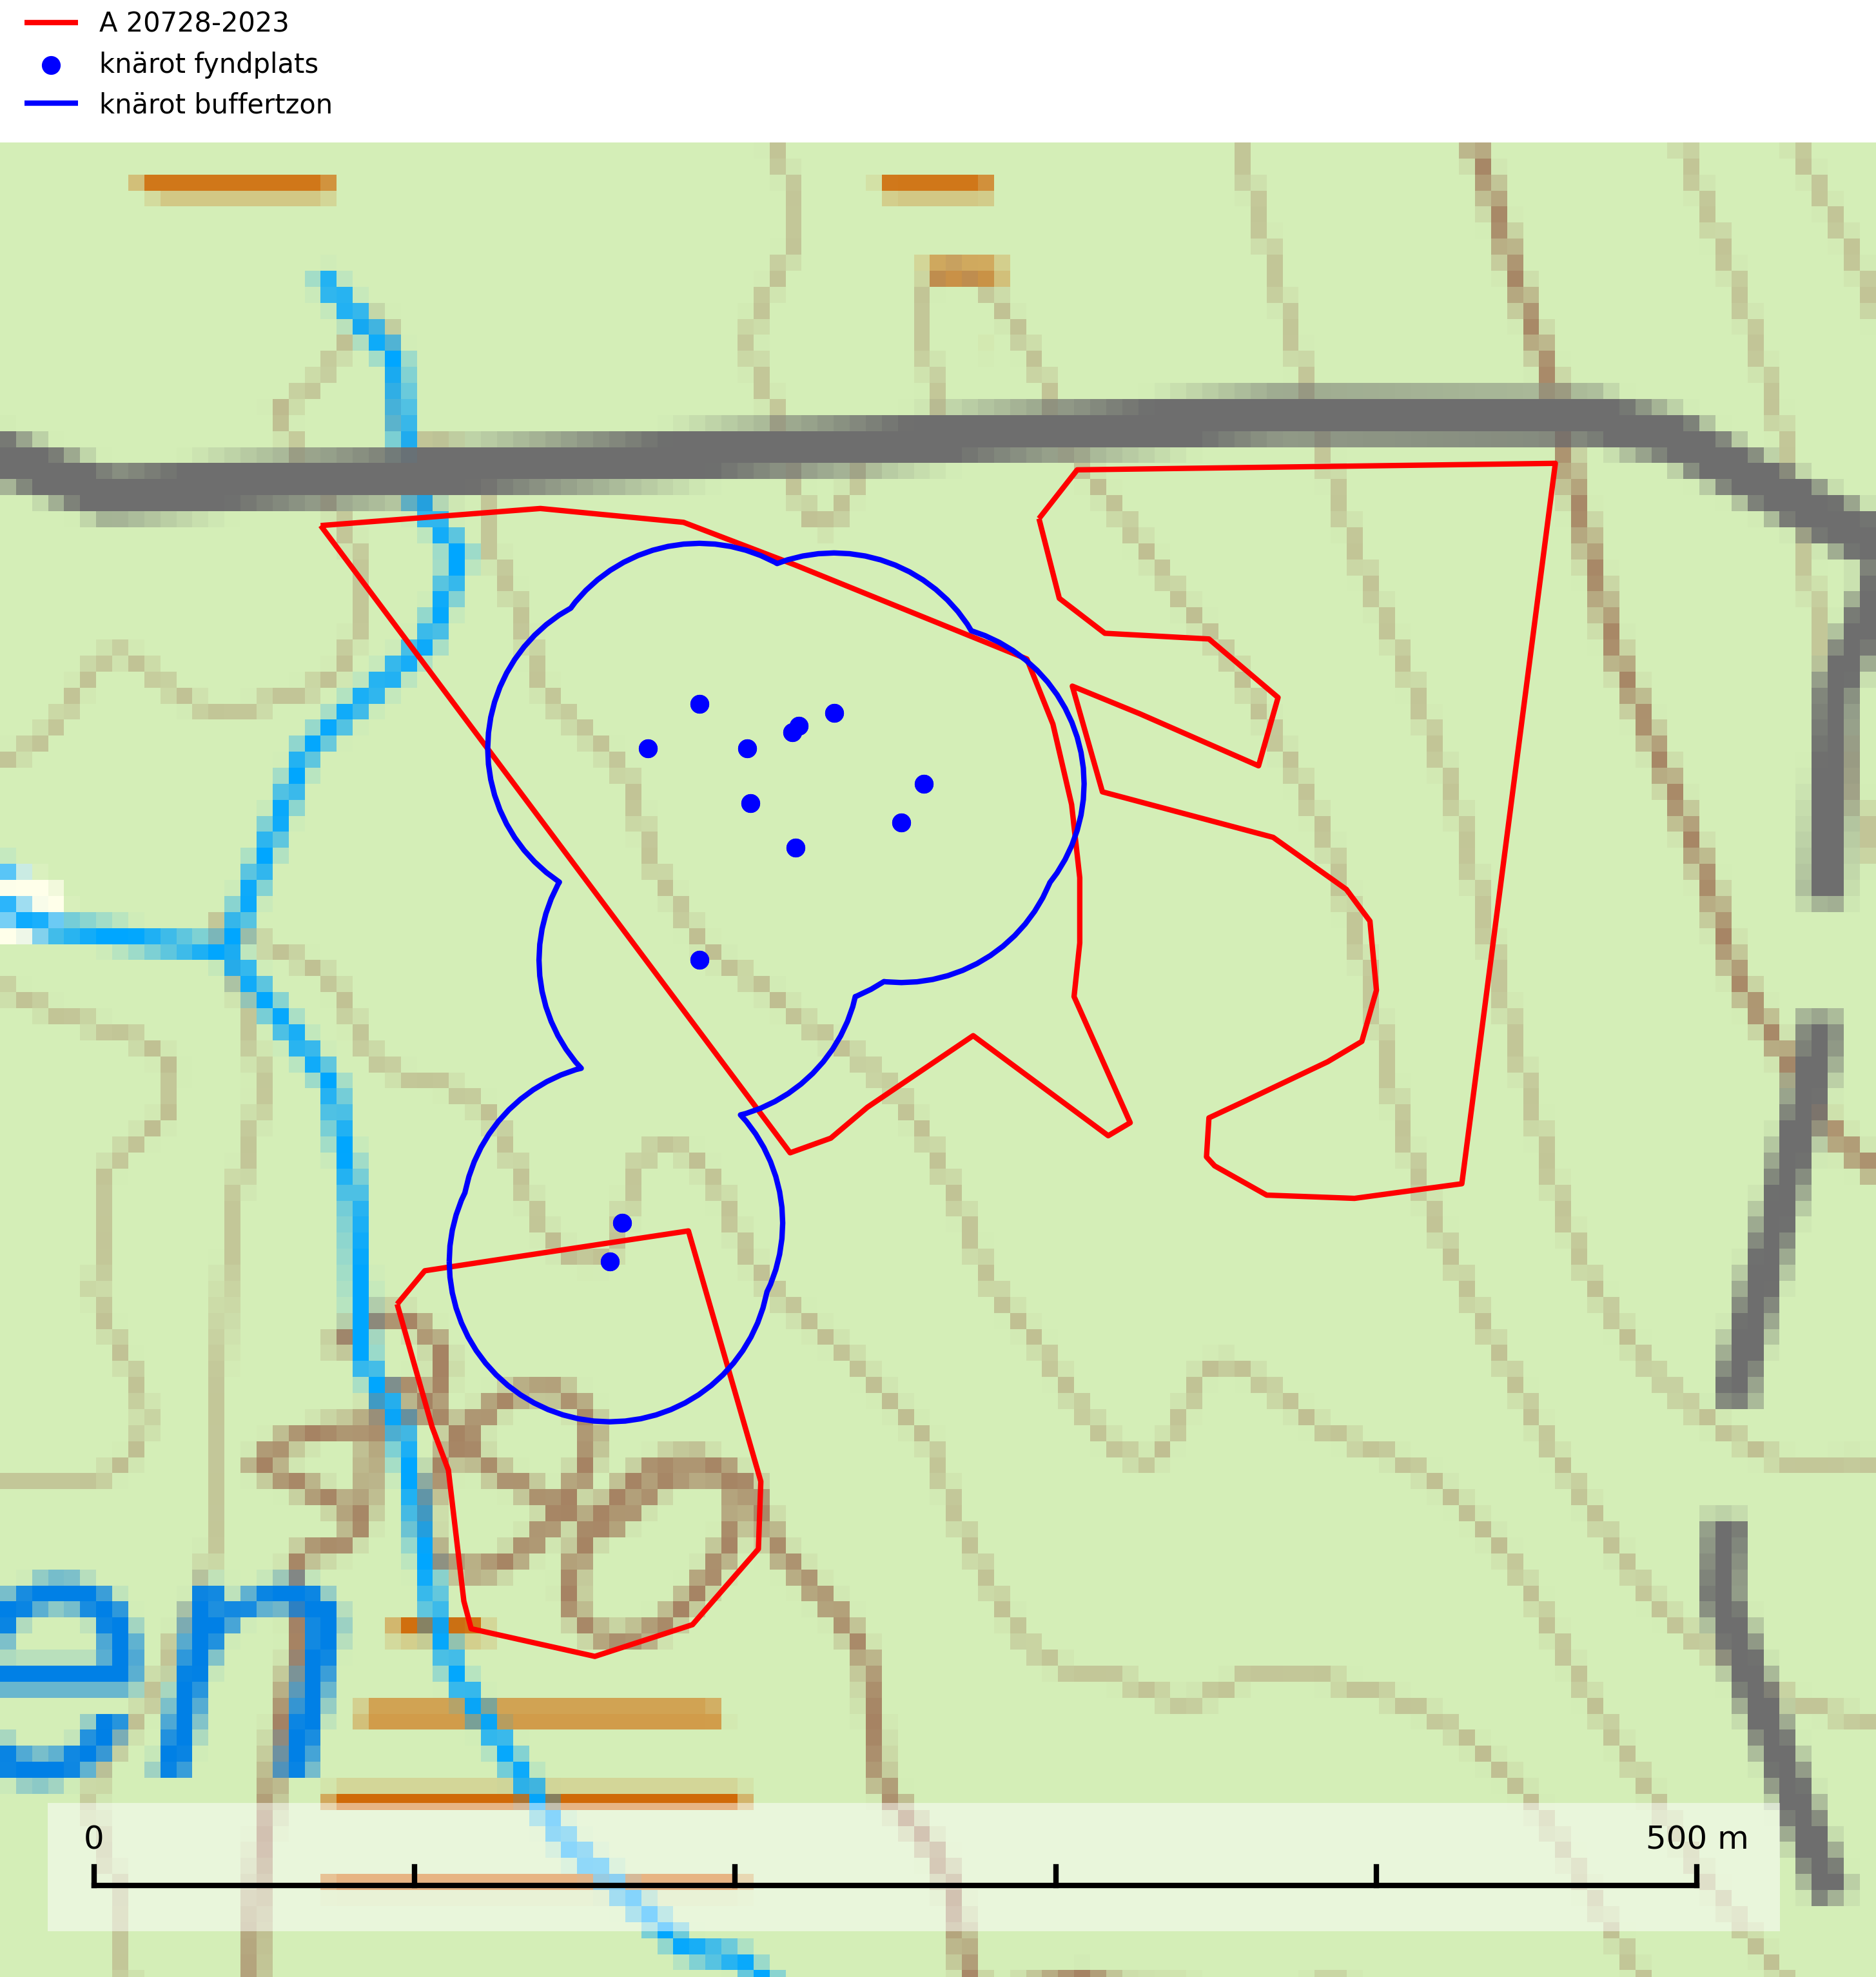 A 20728-2023
knärot fyndplats
knärot buffertzon
0
500 m